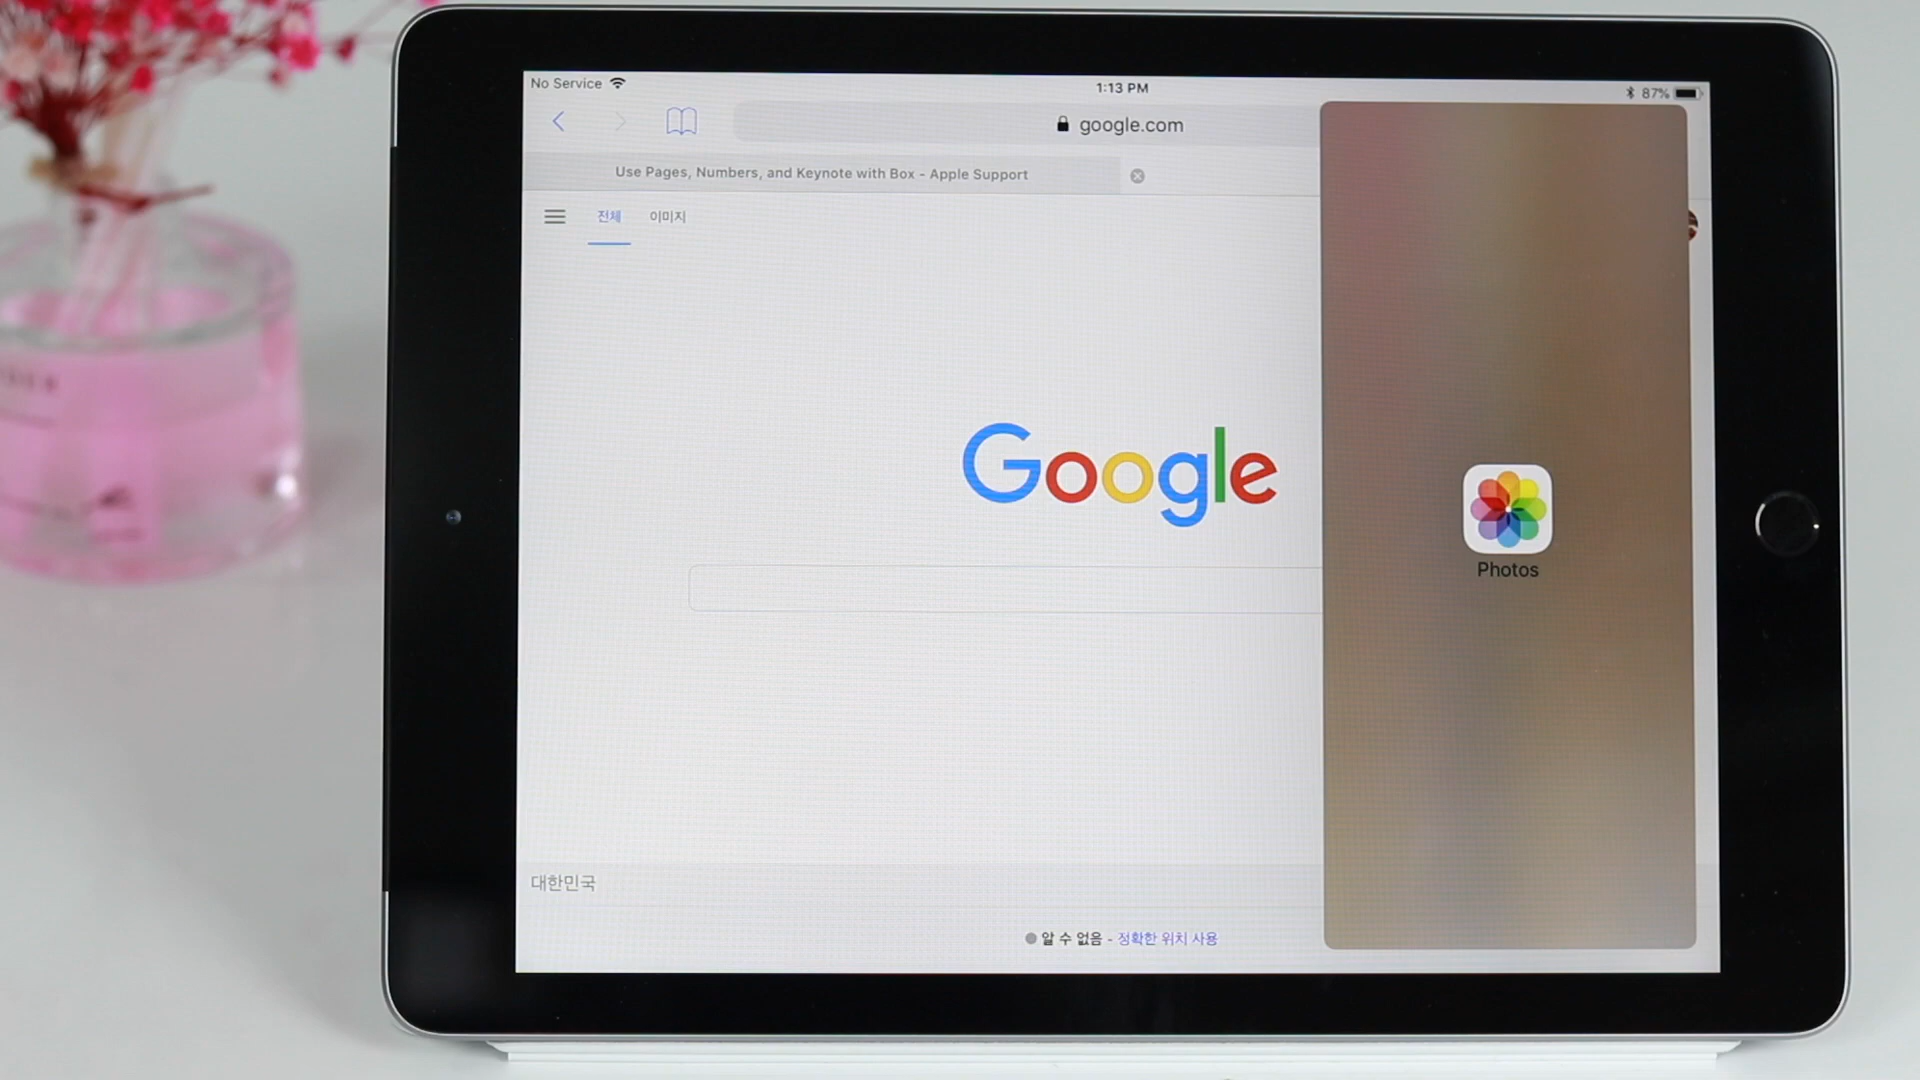 No Service
1:13 PM
87%
google.com
Use Pages, Numbers, and Keynote with Box - Apple Support
전체 이미지
Google
Photos
대한민국
알 수 없음 - 정확한 위치 사용